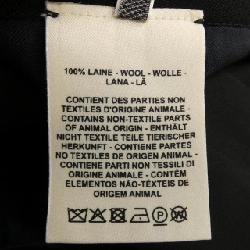 100% LAINE - WOOL - WOLLE -
LANA - LÃ
CONTIENT DES PARTIES NON
TEXTILES D'ORIGINE ANIMALE -
CONTAINS NON-TEXTILE PARTS
OF ANIMAL ORIGIN - ENTHÄLT
NICHT TEXTILE TEILE TIERISCHER
HERKUNFT - CONTIENE PARTES
NO TEXTILES DE ORIGEN ANIMAL -
CONTIENE PARTI NON TESSILI DI
ORIGINE ANIMALE - CONTÉM
ELEMENTOS NÃO-TÊXTEIS DE
ORIGEM ANIMAL